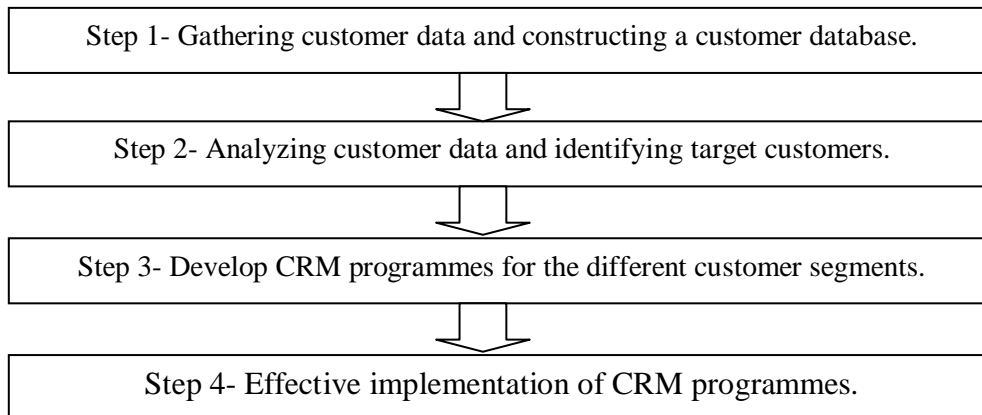 Step 1- Gathering customer data and constructing a customer database.
Step 2- Analyzing customer data and identifying target customers.
Step 3- Develop CRM programmes for the different customer segments.
Step 4- Effective implementation of CRM programmes.